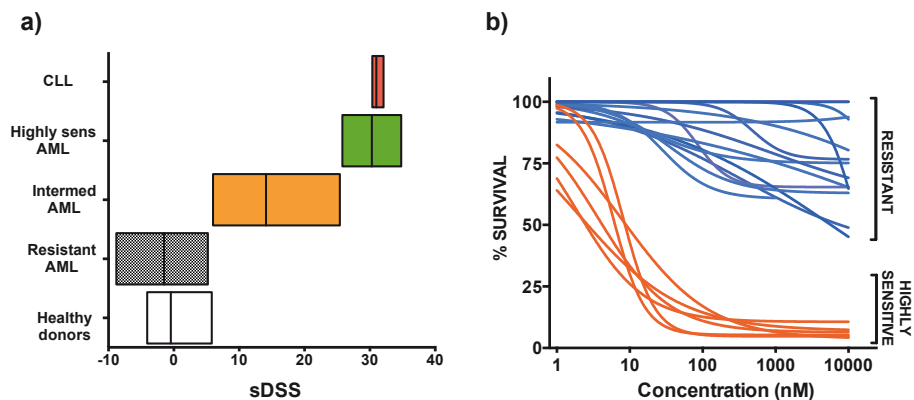 a)
CLL
Highly sens
AML
Intermed
AML
Resistant
AML
Healthy
donors
-10
0
10
20
30
40
sDSS
b)
100
75
50
25
0
% SURVIVAL
1
10
100
1000
10000
Concentration (nM)
RESISTANT
HIGHLY
SENSITIVE